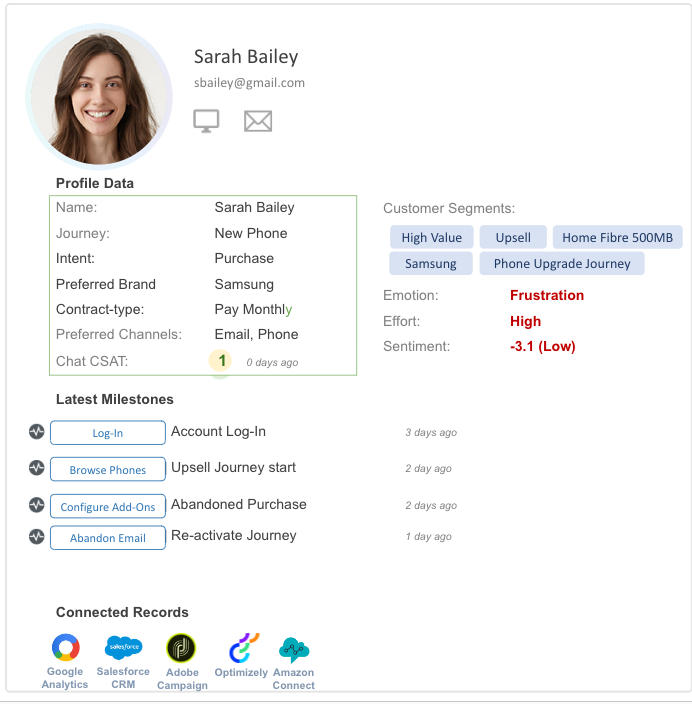 Sarah Bailey
sbailey@gmail.com
Profile Data
Name: Sarah Bailey
Journey: New Phone
Intent: Purchase
Preferred Brand Samsung
Contract-type: Pay Monthly
Preferred Channels: Email, Phone
Chat CSAT: 1 0 days ago
Customer Segments:
High Value Upsell Home Fibre 500MB
Samsung Phone Upgrade Journey
Emotion: Frustration
Effort: High
Sentiment: -3.1 (Low)
Latest Milestones
Log-In Account Log-In 3 days ago
Browse Phones Upsell Journey start 2 day ago
Configure Add-Ons Abandoned Purchase 2 days ago
Abandon Email Re-activate Journey 1 day ago
Connected Records
salesforce
Google Salesforce Adobe Optimizely Amazon
Analytics CRM Campaign Connect